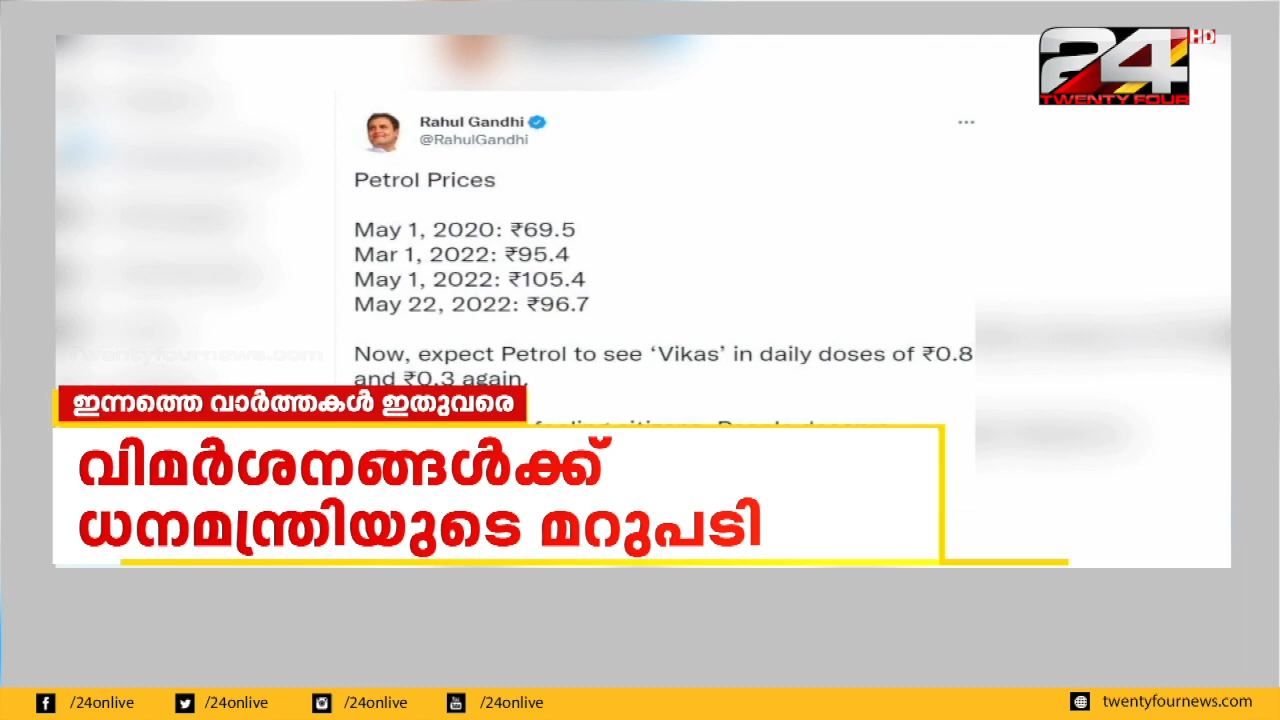 24
HD
TWENTY FOUR
Rahul Gandhi
@RahulGandhi
Petrol Prices
May 1, 2020: ₹69.5
Mar 1, 2022: ₹95.4
May 1, 2022: ₹105.4
May 22, 2022: ₹96.7
Now, expect Petrol to see ‘Vikas’ in daily doses of ₹0.8
and ₹0.3 again.
twentyfournews.com
ഇന്നത്തെ വാർത്തകൾ ഇതുവരെ
വിമർശനങ്ങൾക്ക്
ധനമന്ത്രിയുടെ മറുപടി
/24onlive
/24onlive
/24onlive
/24onlive
twentyfournews.com